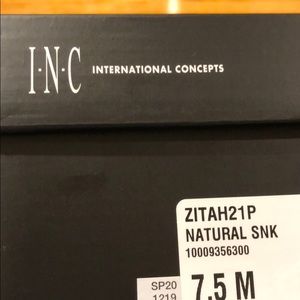 I·N·C INTERNATIONAL CONCEPTS
ZITAH21P
NATURAL SNK
10009356300
SP20
1219
7.5 M